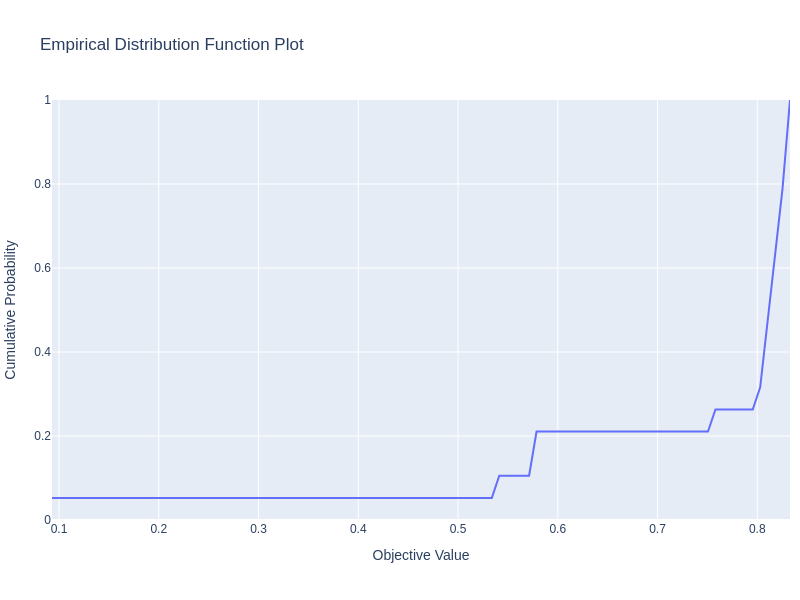 Empirical Distribution Function Plot
1
0.8
0.6
0.4
0.2
0
Cumulative Probability
0.1 0.2 0.3 0.4 0.5 0.6 0.7 0.8
Objective Value